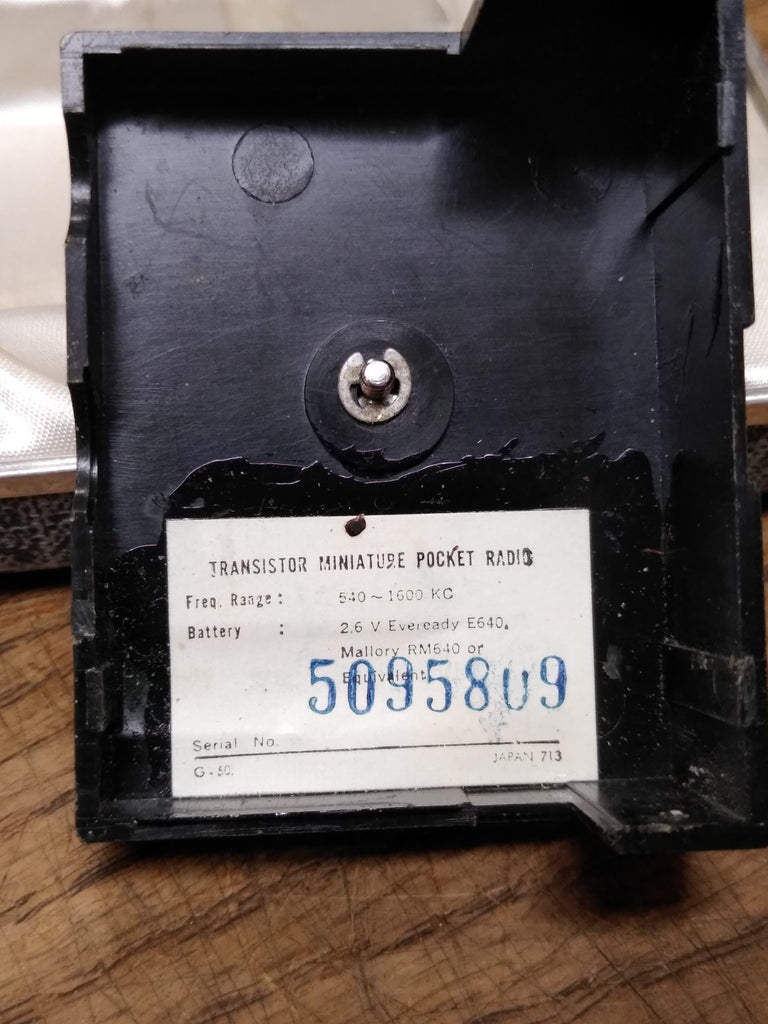 TRANSISTOR MINIATURE POCKET RADIO
Freq. Range : 540 ~ 1600 KC
Battery : 2.6 V Eveready E640,
Mallory RM640 or
Equivalent
5095809
Serial No.
G - 50. JAPAN 713